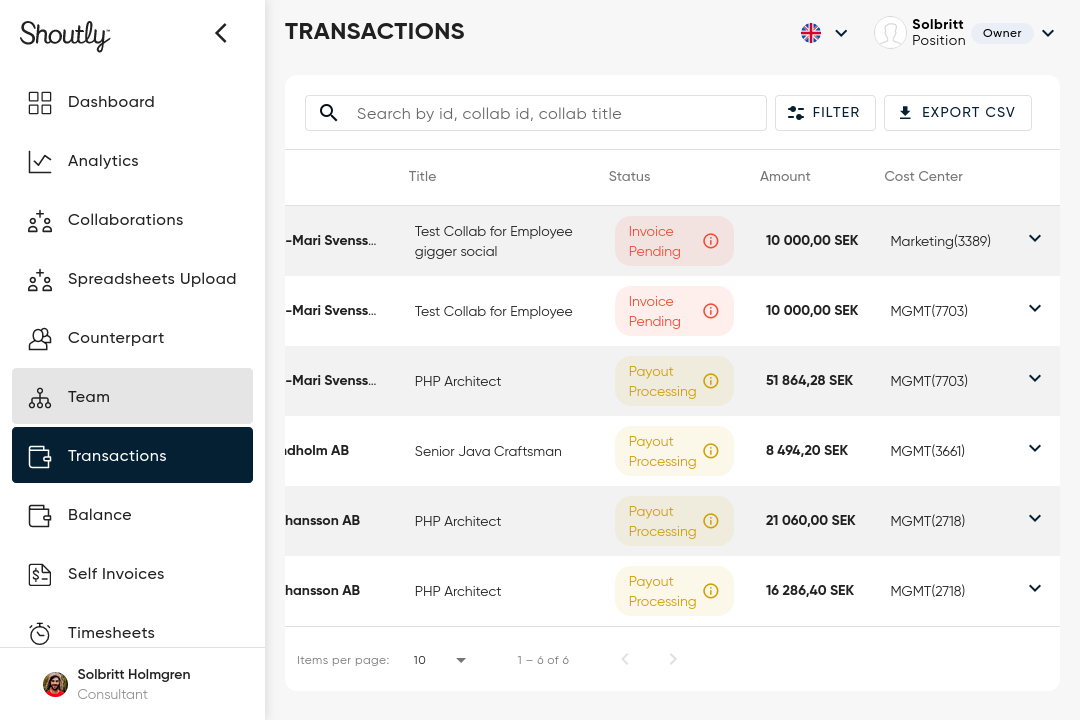 Shoutly
Dashboard
Analytics
Collaborations
Spreadsheets Upload
Counterpart
Team
Transactions
Balance
Self Invoices
Timesheets
Solbritt Holmgren
Consultant
TRANSACTIONS
Solbritt
Position
Owner
Search by id, collab id, collab title
FILTER
EXPORT CSV
Title Status Amount Cost Center
-Mari Svenss... Test Collab for Employee gigger social Invoice Pending 10 000,00 SEK Marketing(3389)
-Mari Svenss... Test Collab for Employee Invoice Pending 10 000,00 SEK MGMT(7703)
-Mari Svenss... PHP Architect Payout Processing 51 864,28 SEK MGMT(7703)
ndholm AB Senior Java Craftsman Payout Processing 8 494,20 SEK MGMT(3661)
hansson AB PHP Architect Payout Processing 21 060,00 SEK MGMT(2718)
hansson AB PHP Architect Payout Processing 16 286,40 SEK MGMT(2718)
Items per page: 10 1 – 6 of 6